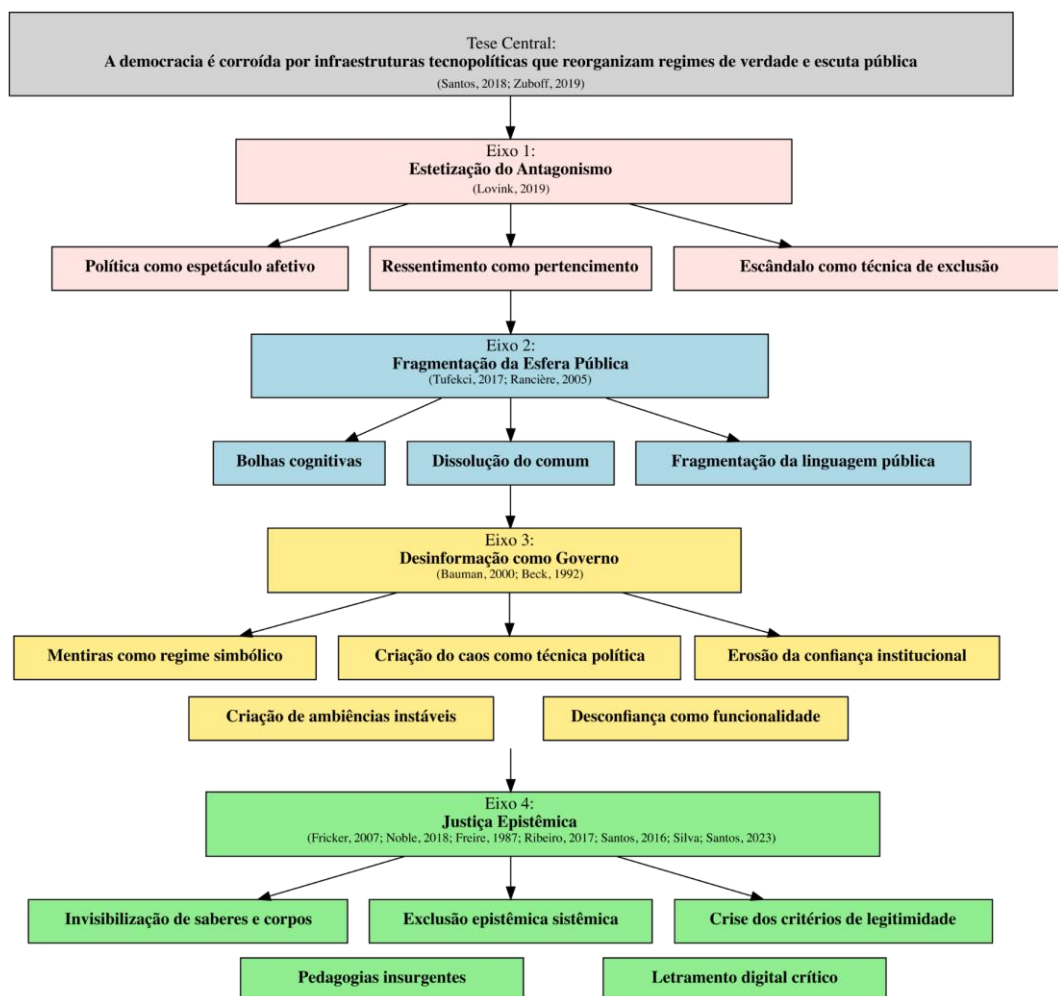 Tese Central:
A democracia é corroída por infraestruturas tecnopolíticas que reorganizam regimes de verdade e escuta pública
(Santos, 2018; Zuboff, 2019)
Eixo 1:
Estetização do Antagonismo
(Lovink, 2019)
Política como espetáculo afetivo
Ressentimento como pertencimento
Escândalo como técnica de exclusão
Eixo 2:
Fragmentação da Esfera Pública
(Tufekci, 2017; Rancière, 2005)
Bolhas cognitivas
Dissolução do comum
Fragmentação da linguagem pública
Eixo 3:
Desinformação como Governo
(Bauman, 2000; Beck, 1992)
Mentiras como regime simbólico
Criação do caos como técnica política
Erosão da confiança institucional
Criação de ambiências instáveis
Desconfiança como funcionalidade
Eixo 4:
Justiça Epistêmica
(Fricker, 2007; Noble, 2018; Freire, 1987; Ribeiro, 2017; Santos, 2016; Silva; Santos, 2023)
Invisibilização de saberes e corpos
Exclusão epistêmica sistêmica
Crise dos critérios de legitimidade
Pedagogias insurgentes
Letramento digital crítico